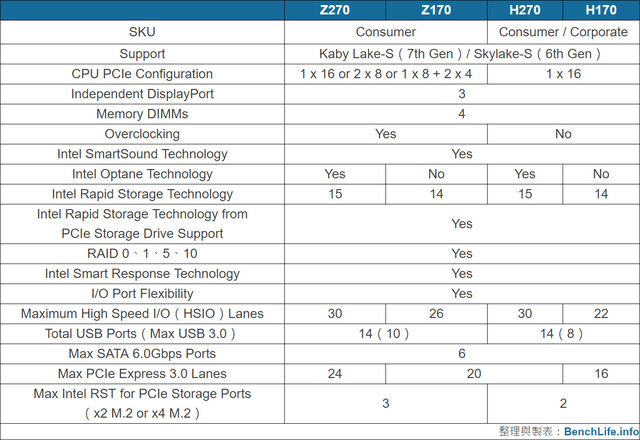 Z270 Z170 H270 H170
SKU Consumer Consumer / Corporate
Support Kaby Lake-S（7th Gen）/ Skylake-S（6th Gen）
CPU PCIe Configuration 1 x 16 or 2 x 8 or 1 x 8 + 2 x 4 1 x 16
Independent DisplayPort 3
Memory DIMMs 4
Overclocking Yes No
Intel SmartSound Technology Yes
Intel Optane Technology Yes No Yes No
Intel Rapid Storage Technology 15 14 15 14
Intel Rapid Storage Technology from
PCIe Storage Drive Support Yes
RAID 0、1、5、10 Yes
Intel Smart Response Technology Yes
I/O Port Flexibility Yes
Maximum High Speed I/O（HSIO）Lanes 30 26 30 22
Total USB Ports（Max USB 3.0） 14（10） 14（8）
Max SATA 6.0Gbps Ports 6
Max PCIe Express 3.0 Lanes 24 20 16
Max Intel RST for PCIe Storage Ports
（x2 M.2 or x4 M.2） 3 2
整理與製表：BenchLife.info